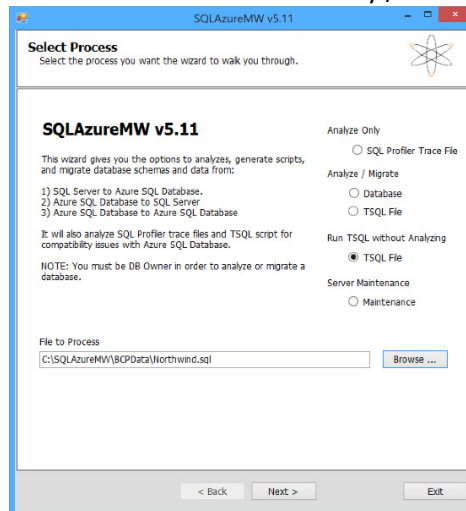 SQLAzureMW v5.11
Select Process
Select the process you want the wizard to walk you through.
SQLAzureMW v5.11
This wizard gives you the options to analyzes, generate scripts,
and migrate database schemas and data from:
1) SQL Server to Azure SQL Database.
2) Azure SQL Database to SQL Server
3) Azure SQL Database to Azure SQL Database
It will also analyze SQL Profiler trace files and TSQL script for
compatibility issues with Azure SQL Database.
NOTE: You must be DB Owner in order to analyze or migrate a
database.
Analyze Only
SQL Profiler Trace File
Analyze / Migrate
Database
TSQL File
Run TSQL without Analyzing
TSQL File
Server Maintenance
Maintenance
File to Process
C:\SQLAzureMW\BCPData\Northwind.sql
Browse ...
< Back
Next >
Exit